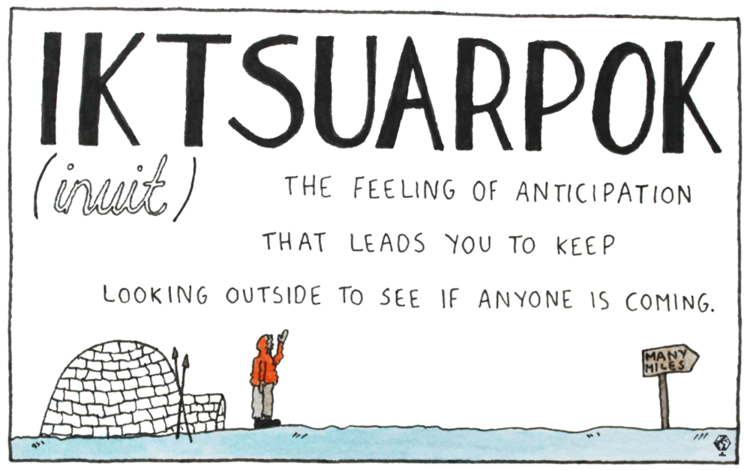 IKTSUARPOK
(inuit)
THE FEELING OF ANTICIPATION
THAT LEADS YOU TO KEEP
LOOKING OUTSIDE TO SEE IF ANYONE IS COMING.
MANY
MILES